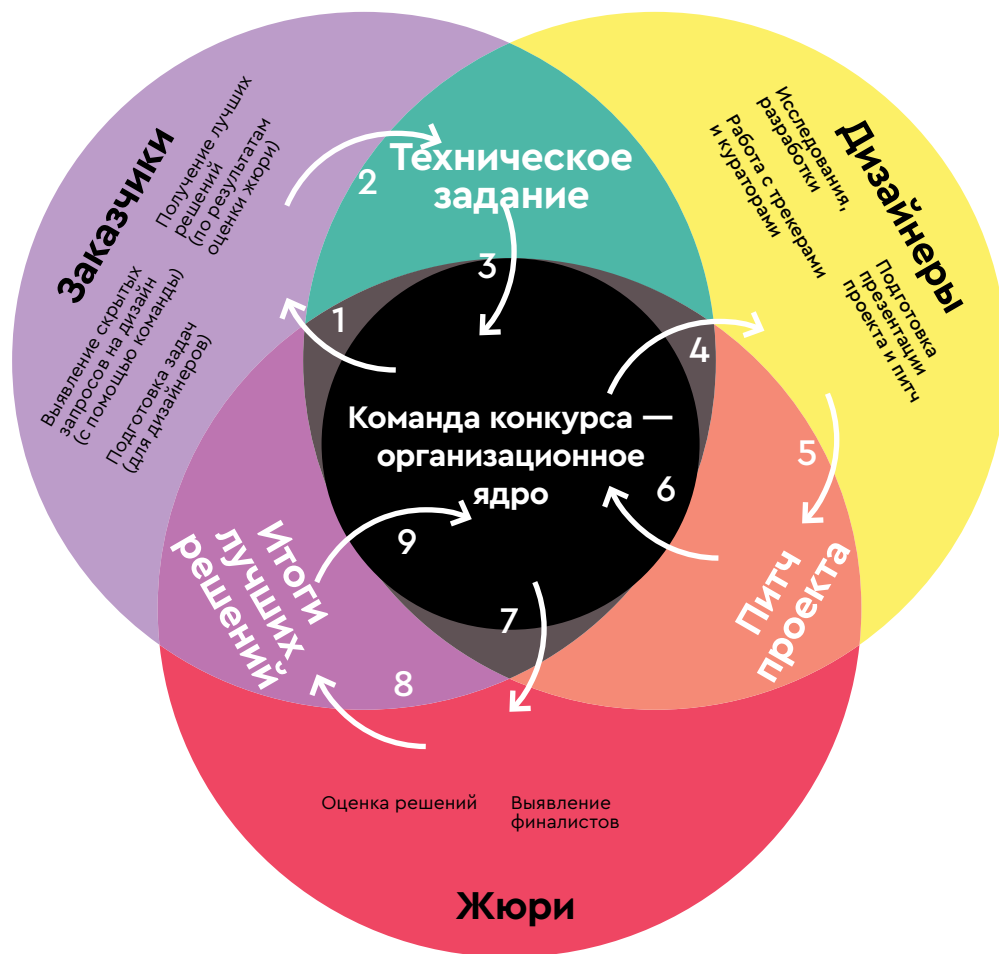 Заказчики
Получение лучших
решений
(по результатам
оценки жюри)
Выявление скрытых
запросов на дизайн
(с помощью команды)
Подготовка задач
(для дизайнеров)
2
Техническое
задание
3
1
4
Дизайнеры
Исследования,
разработки
Работа с трекерами
и кураторами
Подготовка
презентации
проекта и питч
Команда конкурса —
организационное
ядро
5
6
9
7
8
Итоги
лучших
решений
Питч
проекта
Оценка решений
Выявление
финалистов
Жюри